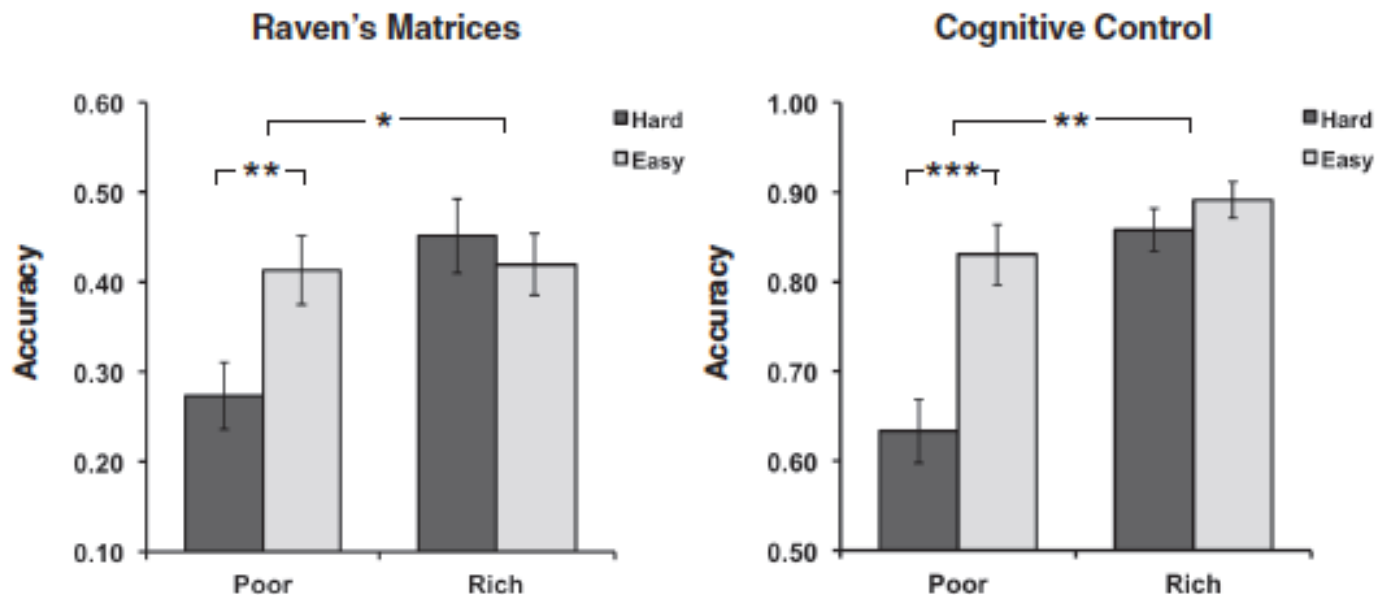 Raven's Matrices
Accuracy
0.60
0.50
0.40
0.30
0.20
0.10
*
**
Hard
Easy
Poor
Rich
Cognitive Control
Accuracy
1.00
0.90
0.80
0.70
0.60
0.50
**
***
Hard
Easy
Poor
Rich